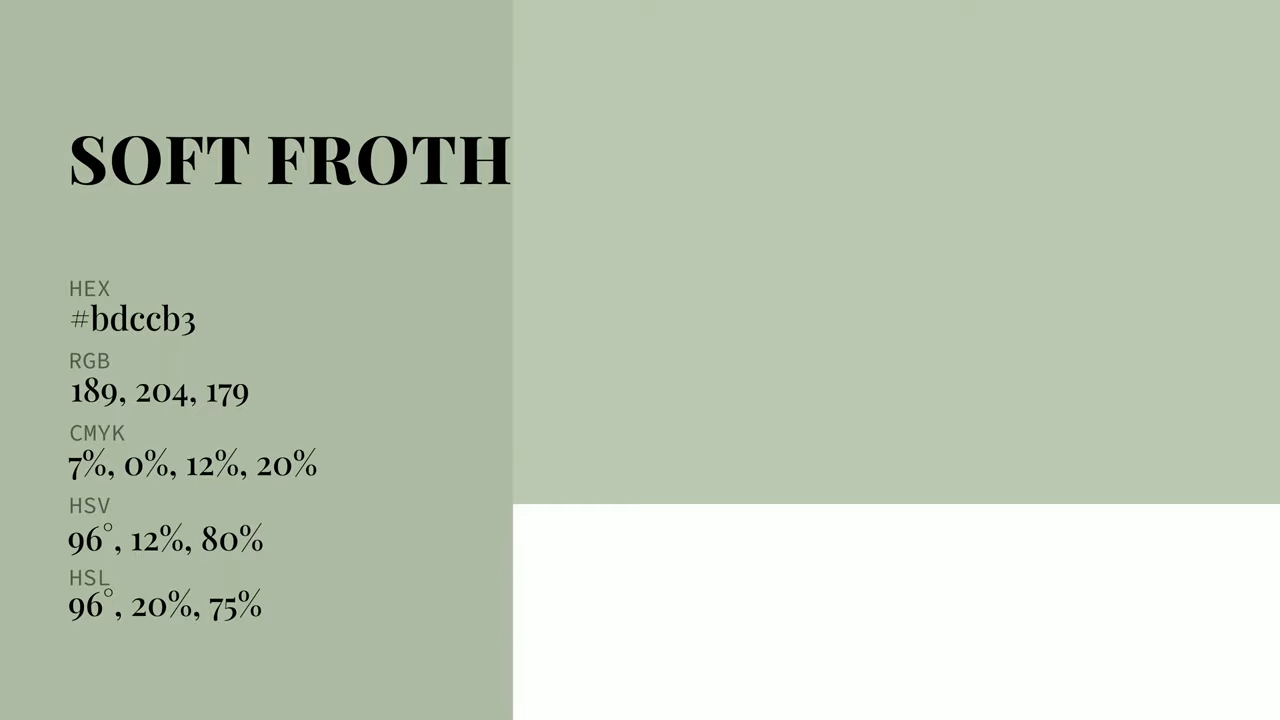 SOFT FROTH
HEX
#bdccb3
RGB
189, 204, 179
CMYK
7%, 0%, 12%, 20%
HSV
96°, 12%, 80%
HSL
96°, 20%, 75%